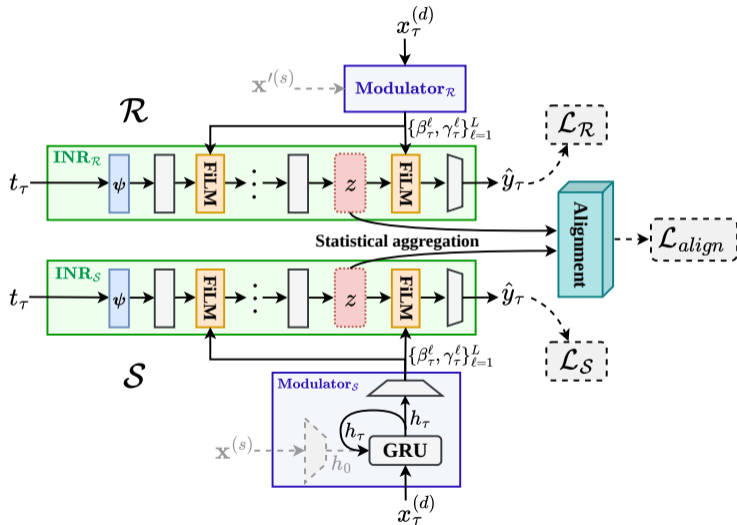 x_τ^(d)
x'^(s)
Modulator_R
R
{β_τ^ℓ, γ_τ^ℓ}_{ℓ=1}^L
L_R
INR_R
t_τ
ψ
FiLM
z
FiLM
ŷ_τ
Statistical aggregation
Alignment
L_align
INR_S
t_τ
ψ
FiLM
z
FiLM
ŷ_τ
{β_τ^ℓ, γ_τ^ℓ}_{ℓ=1}^L
L_S
S
Modulator_S
h_τ
h_τ
x^(s)
h_0
GRU
x_τ^(d)